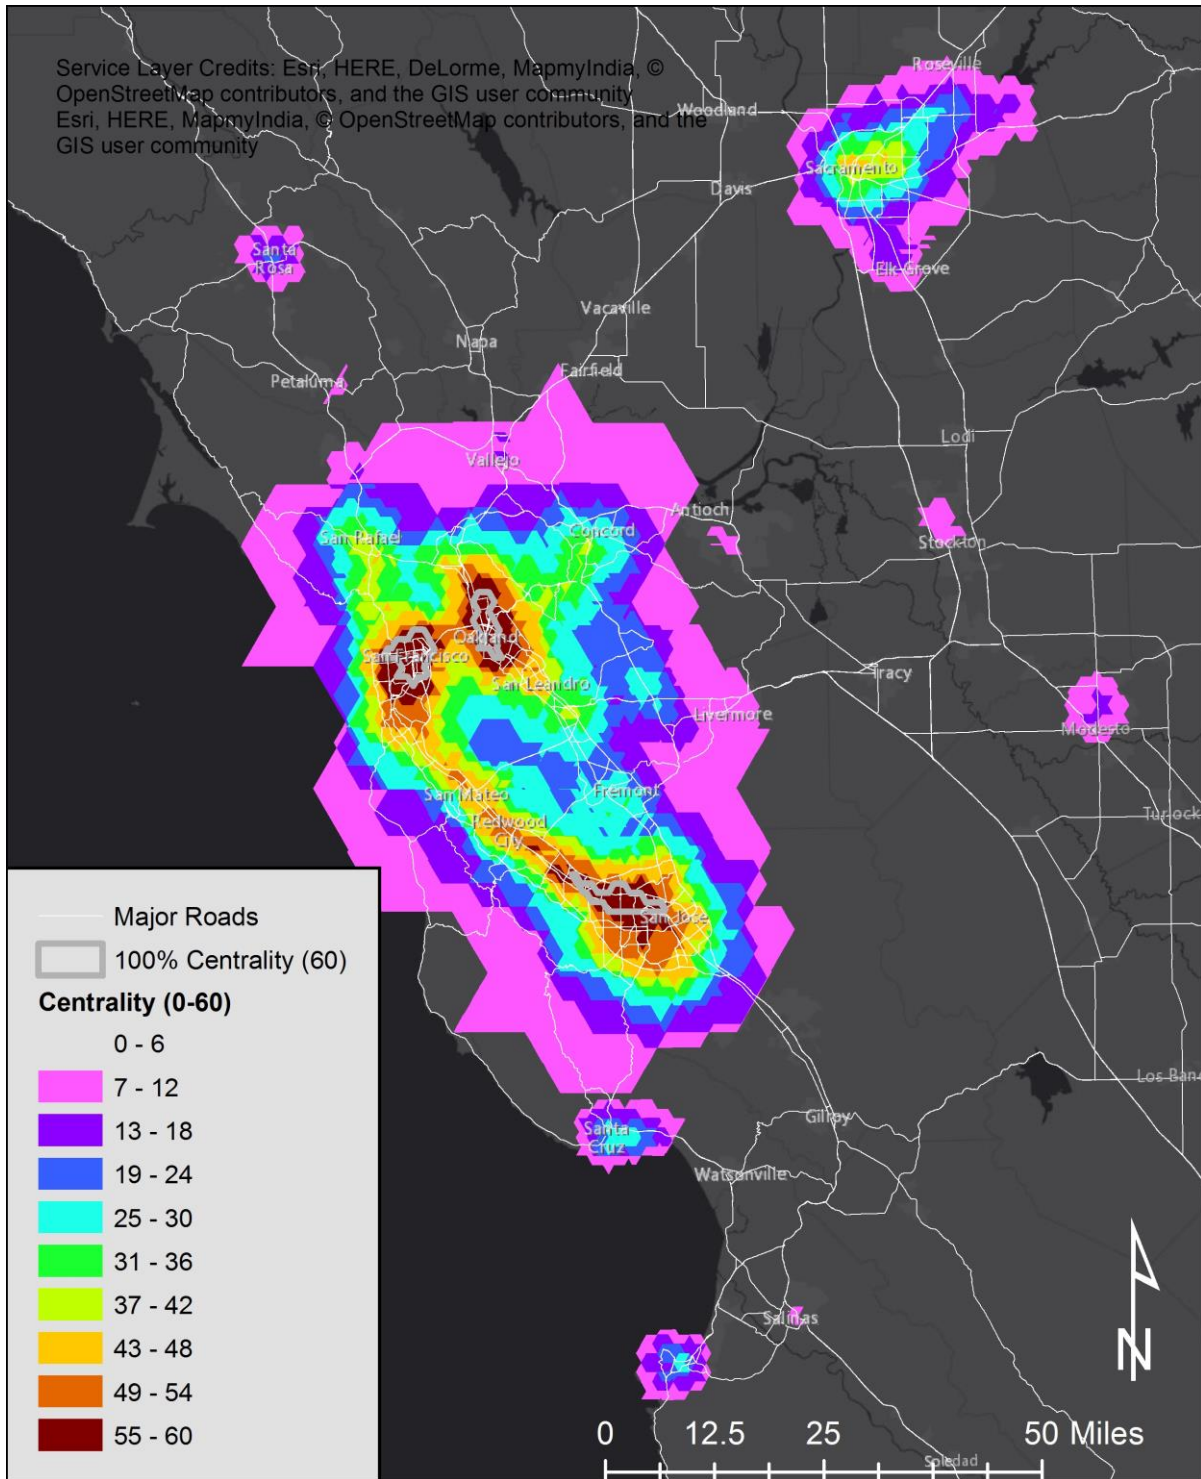 Service Layer Credits: Esri, HERE, DeLorme, MapmyIndia, ©
OpenStreetMap contributors, and the GIS user community
Esri, HERE, MapmyIndia, © OpenStreetMap contributors, and the
GIS user community
Roseville
Woodland
Sacramento
Davis
Santa
Rosa
Elk Grove
Vacaville
Napa
Fairfield
Petaluma
Lodi
Vallejo
Antioch
San Rafael
Concord
Stockton
Oakland
San Francisco
San Leandro
Tracy
Livermore
Modesto
San Mateo
Fremont
Redwood
City
Turlock
San Jose
Los Ban
Gilroy
Santa
Cruz
Watsonville
Salinas
Soledad
Major Roads
100% Centrality (60)
Centrality (0-60)
0 - 6
7 - 12
13 - 18
19 - 24
25 - 30
31 - 36
37 - 42
43 - 48
49 - 54
55 - 60
N
0 12.5 25 50 Miles